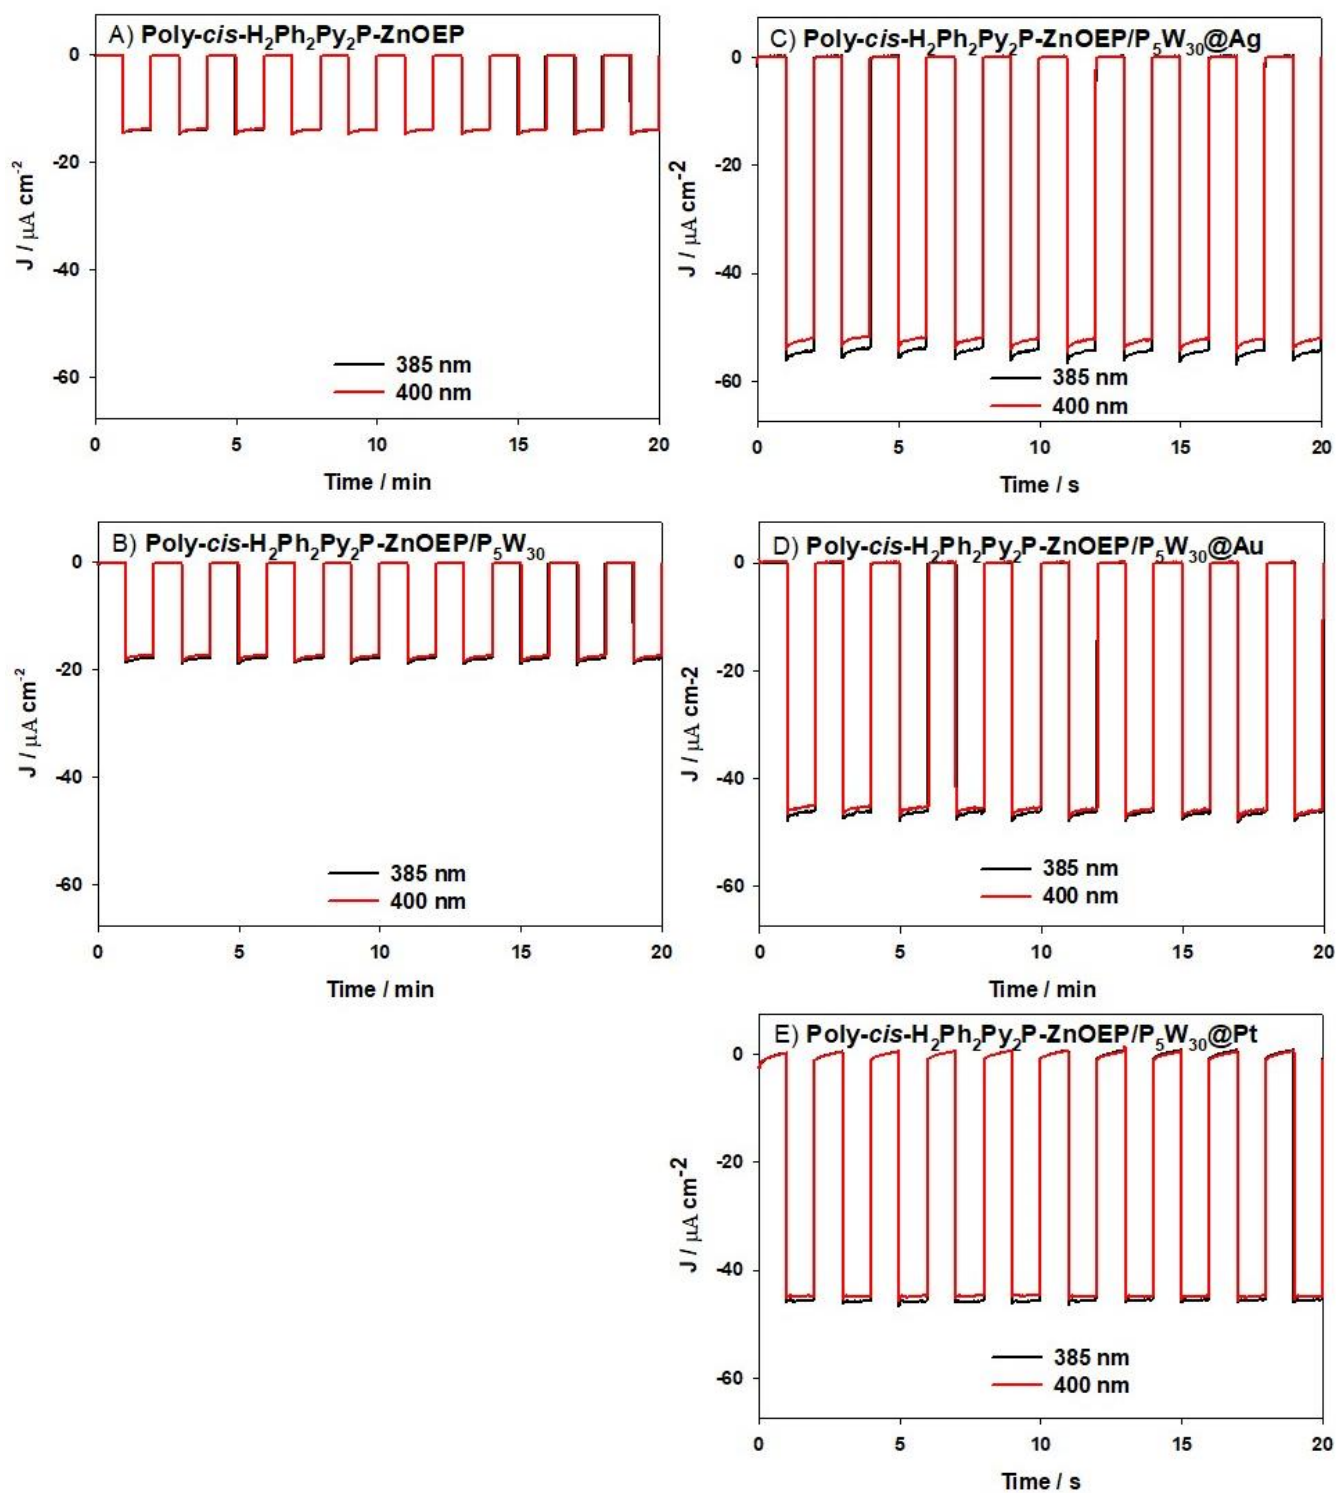 A) Poly-cis-H2Ph2Py2P-ZnOEP
0
-20
-40
-60
J / μA cm-2
385 nm
400 nm
0 5 10 15 20
Time / min
B) Poly-cis-H2Ph2Py2P-ZnOEP/P5W30
0
-20
-40
-60
J / μA cm-2
385 nm
400 nm
0 5 10 15 20
Time / min
C) Poly-cis-H2Ph2Py2P-ZnOEP/P5W30@Ag
0
-20
-40
-60
J / μA cm-2
385 nm
400 nm
0 5 10 15 20
Time / s
D) Poly-cis-H2Ph2Py2P-ZnOEP/P5W30@Au
0
-20
-40
-60
J / μA cm-2
385 nm
400 nm
0 5 10 15 20
Time / min
E) Poly-cis-H2Ph2Py2P-ZnOEP/P5W30@Pt
0
-20
-40
-60
J / μA cm-2
385 nm
400 nm
0 5 10 15 20
Time / s